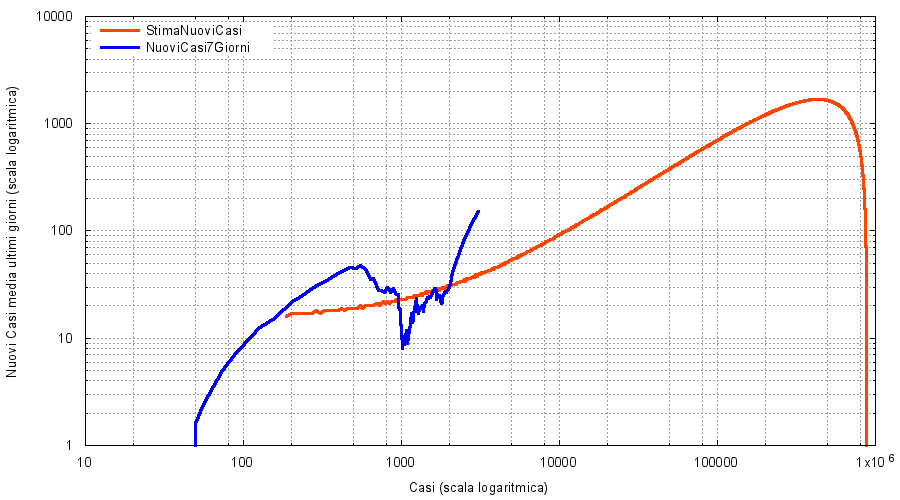 10000
StimaNuoviCasi
NuoviCasi7Giorni
1000
100
10
1
10
100
1000
10000
100000
1x10 6
Nuovi Casi media ultimi giorni (scala logaritmica)
Casi (scala logaritmica)